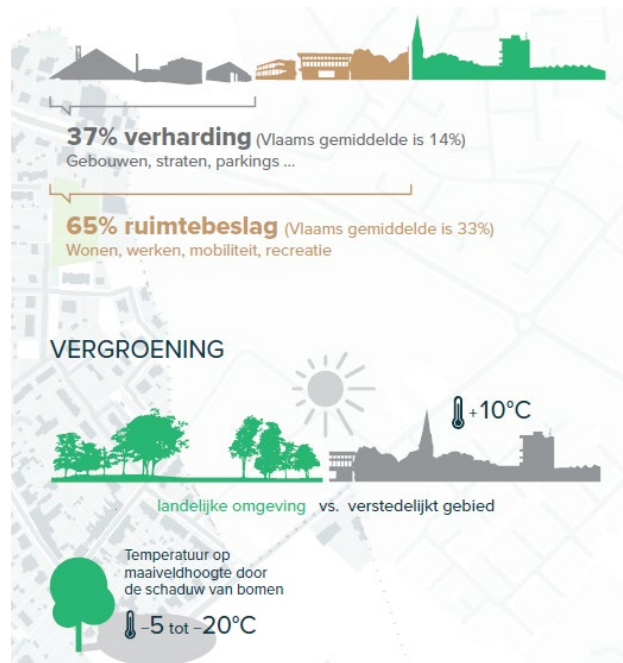 37% verharding (Vlaams gemiddelde is 14%)
Gebouwen, straten, parkings ...
65% ruimtebeslag (Vlaams gemiddelde is 33%)
Wonen, werken, mobiliteit, recreatie
VERGROENING
+10°C
landelijke omgeving vs. verstedelijkt gebied
Temperatuur op
maaiveldhoogte door
de schaduw van bomen
–5 tot –20°C